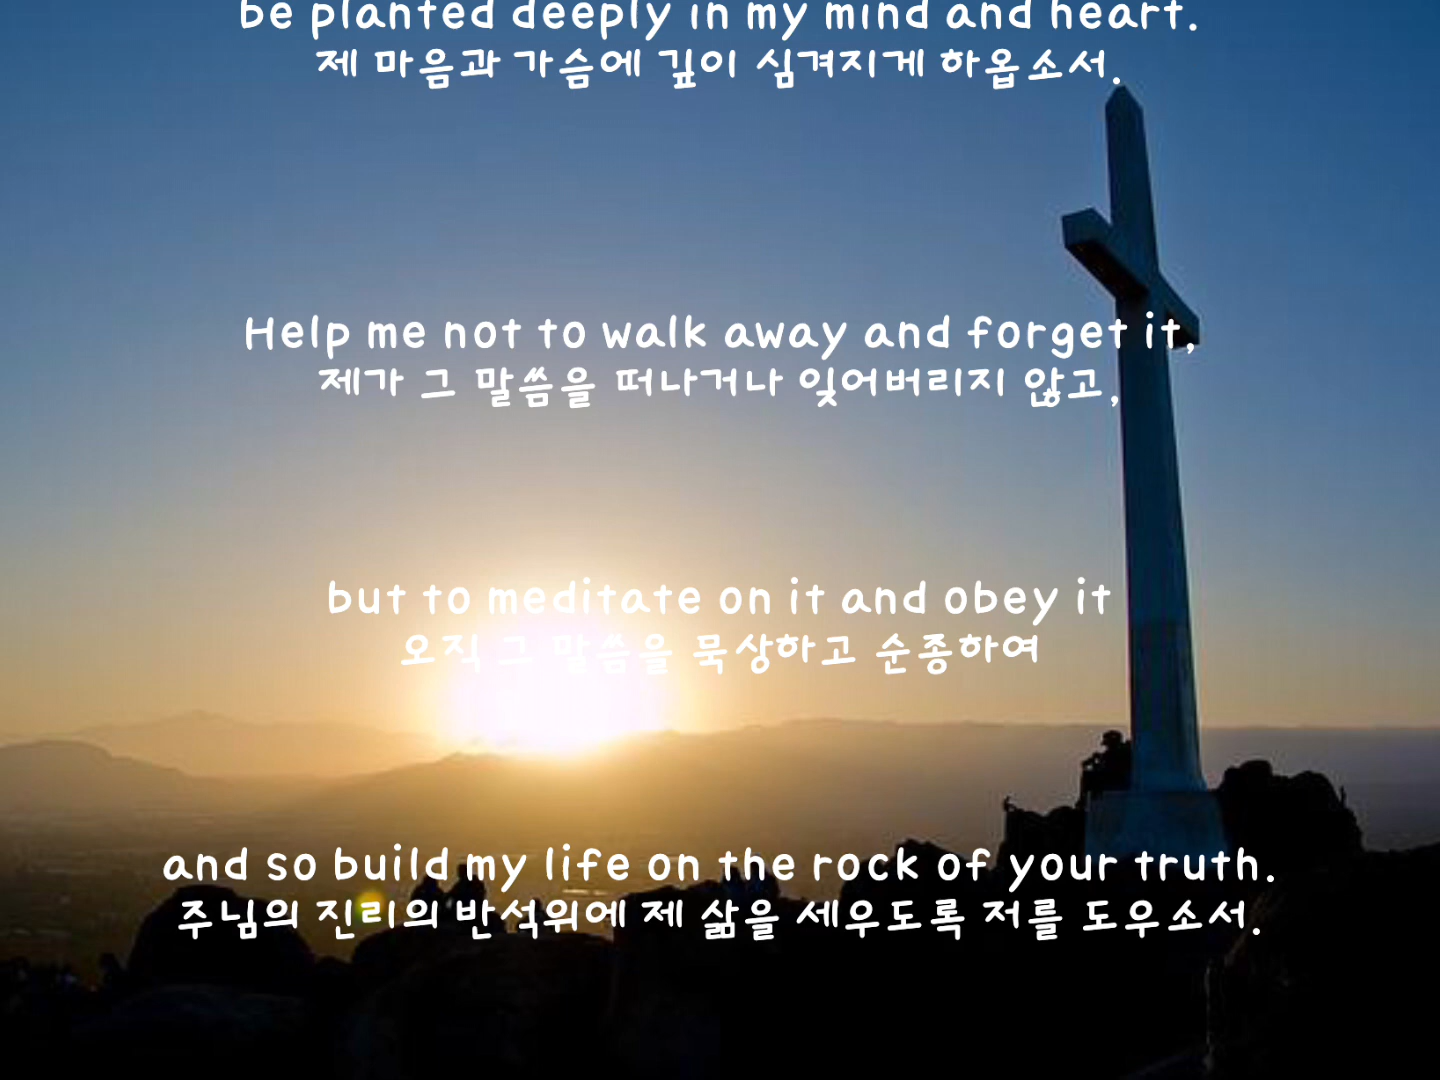 be planted deeply in my mind and heart.
제 마음과 가슴에 깊이 심겨지게 하옵소서.
Help me not to walk away and forget it,
제가 그 말씀을 떠나거나 잊어버리지 않고,
but to meditate on it and obey it
오직 그 말씀을 묵상하고 순종하여
and so build my life on the rock of your truth.
주님의 진리의 반석위에 제 삶을 세우도록 저를 도우소서.